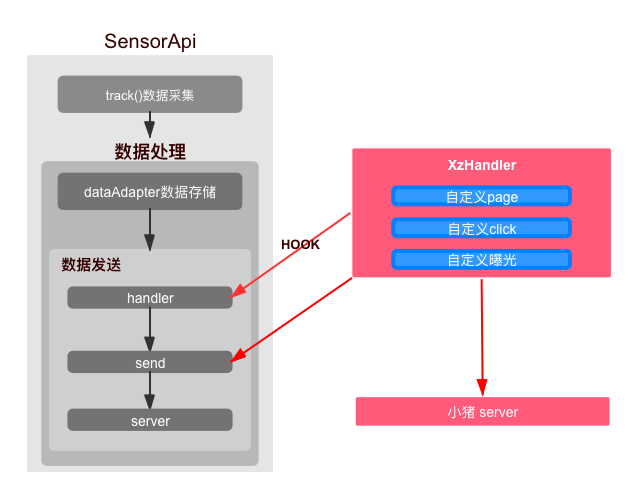 SensorApi
track()数据采集
数据处理
dataAdapter数据存储
数据发送
handler
send
server
HOOK
XzHandler
自定义page
自定义click
自定义曝光
小猪 server